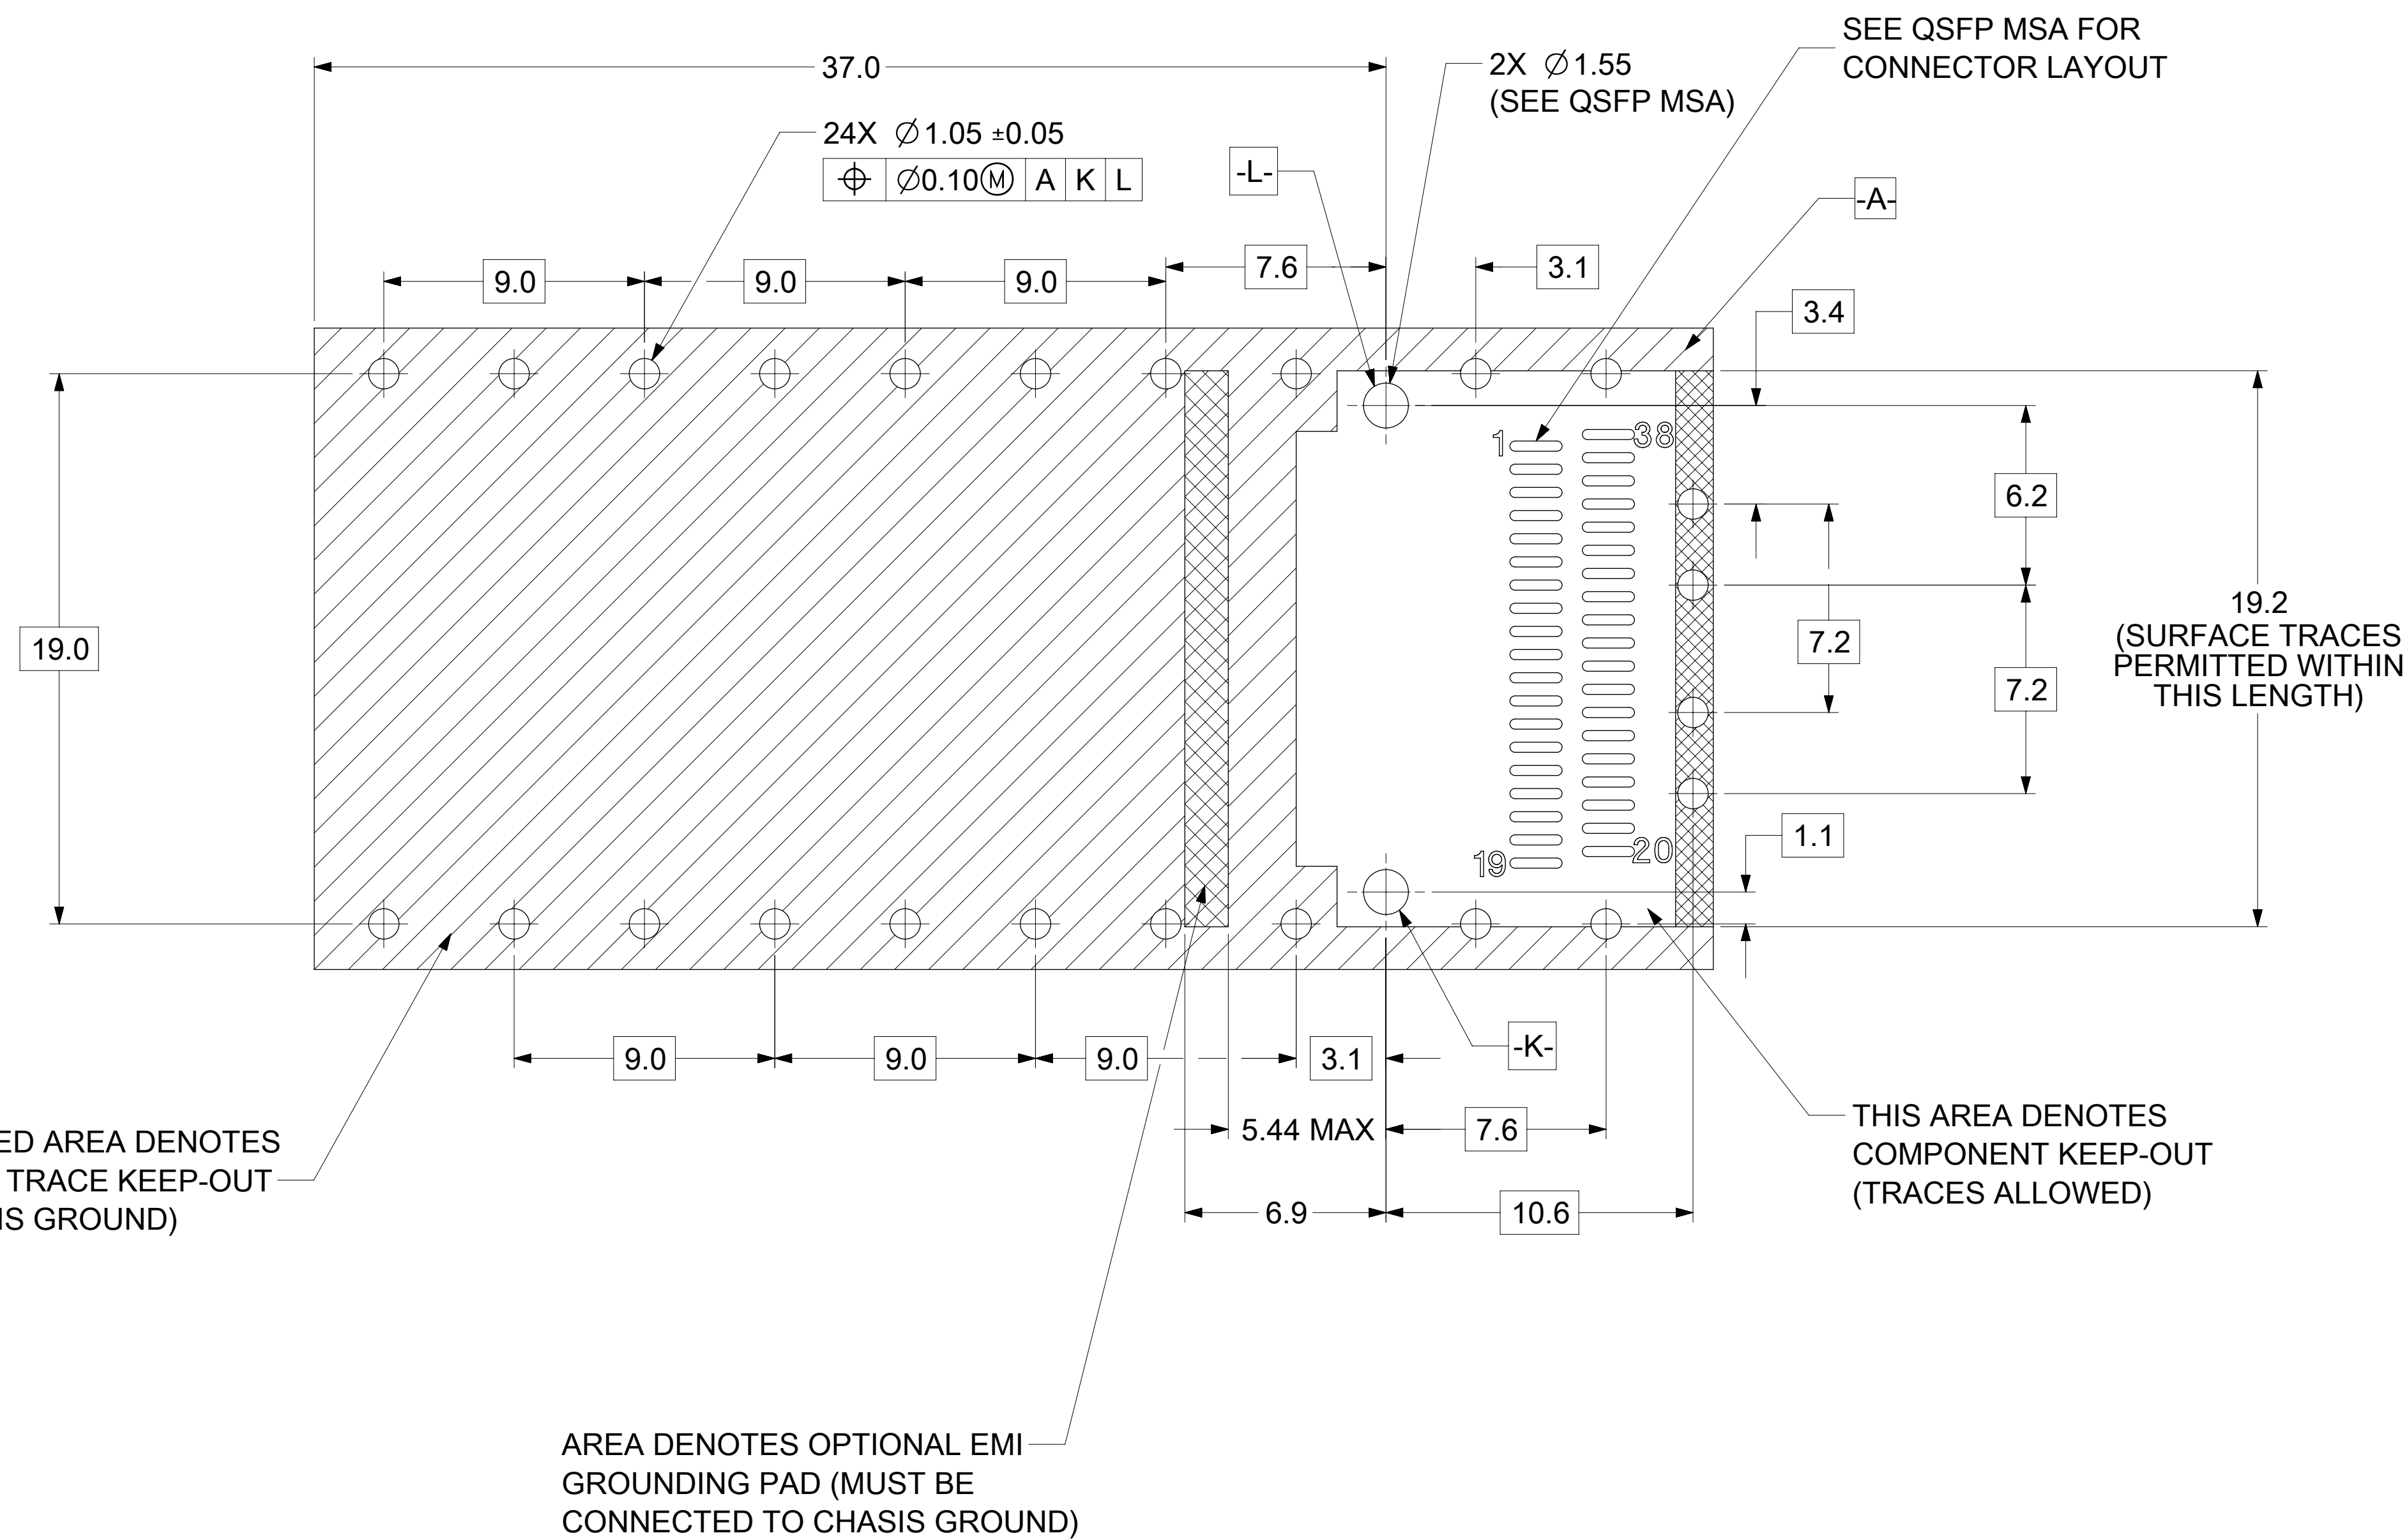 SEE QSFP MSA FOR
CONNECTOR LAYOUT
37.0
2X Ø1.55
(SEE QSFP MSA)
24X Ø1.05 ±0.05
⌖ Ø0.10Ⓜ A K L
-L-
-A-
9.0
9.0
9.0
7.6
3.1
3.4
1
38
6.2
19.0
19.2
(SURFACE TRACES
PERMITTED WITHIN
THIS LENGTH)
7.2
7.2
1.1
19
20
9.0
9.0
9.0
3.1
-K-
5.44 MAX
7.6
6.9
10.6
ED AREA DENOTES
TRACE KEEP-OUT
IS GROUND)
THIS AREA DENOTES
COMPONENT KEEP-OUT
(TRACES ALLOWED)
AREA DENOTES OPTIONAL EMI
GROUNDING PAD (MUST BE
CONNECTED TO CHASIS GROUND)